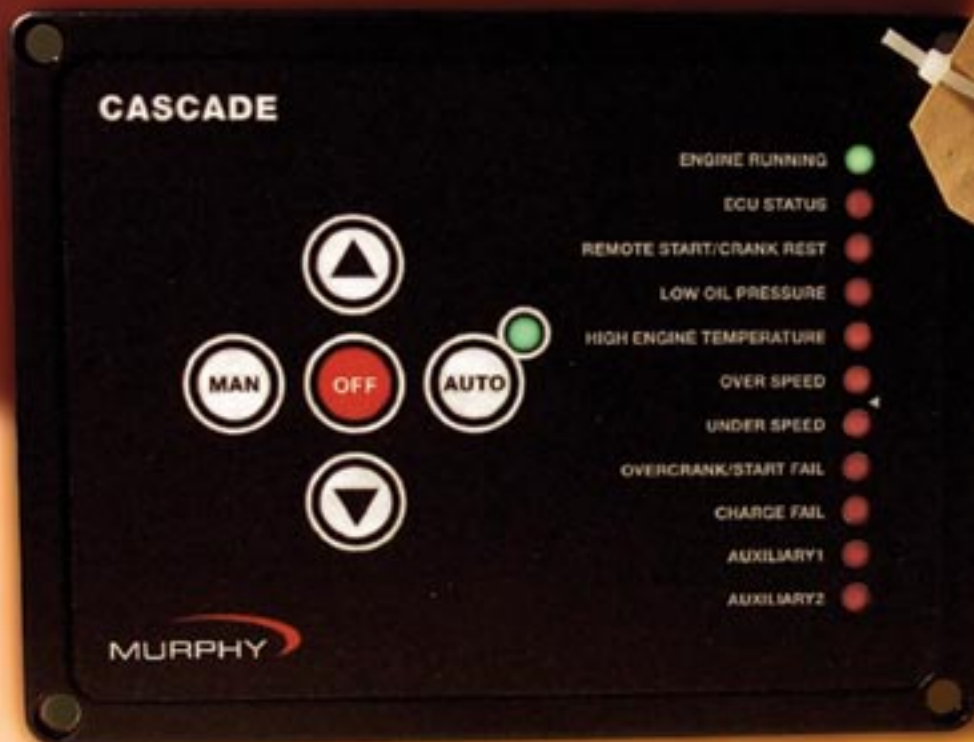 CASCADE
ENGINE RUNNING
ECU STATUS
REMOTE START/CRANK REST
LOW OIL PRESSURE
HIGH ENGINE TEMPERATURE
OVER SPEED
UNDER SPEED
OVERCRANK/START FAIL
CHARGE FAIL
AUXILIARY1
AUXILIARY2
MAN
OFF
AUTO
MURPHY